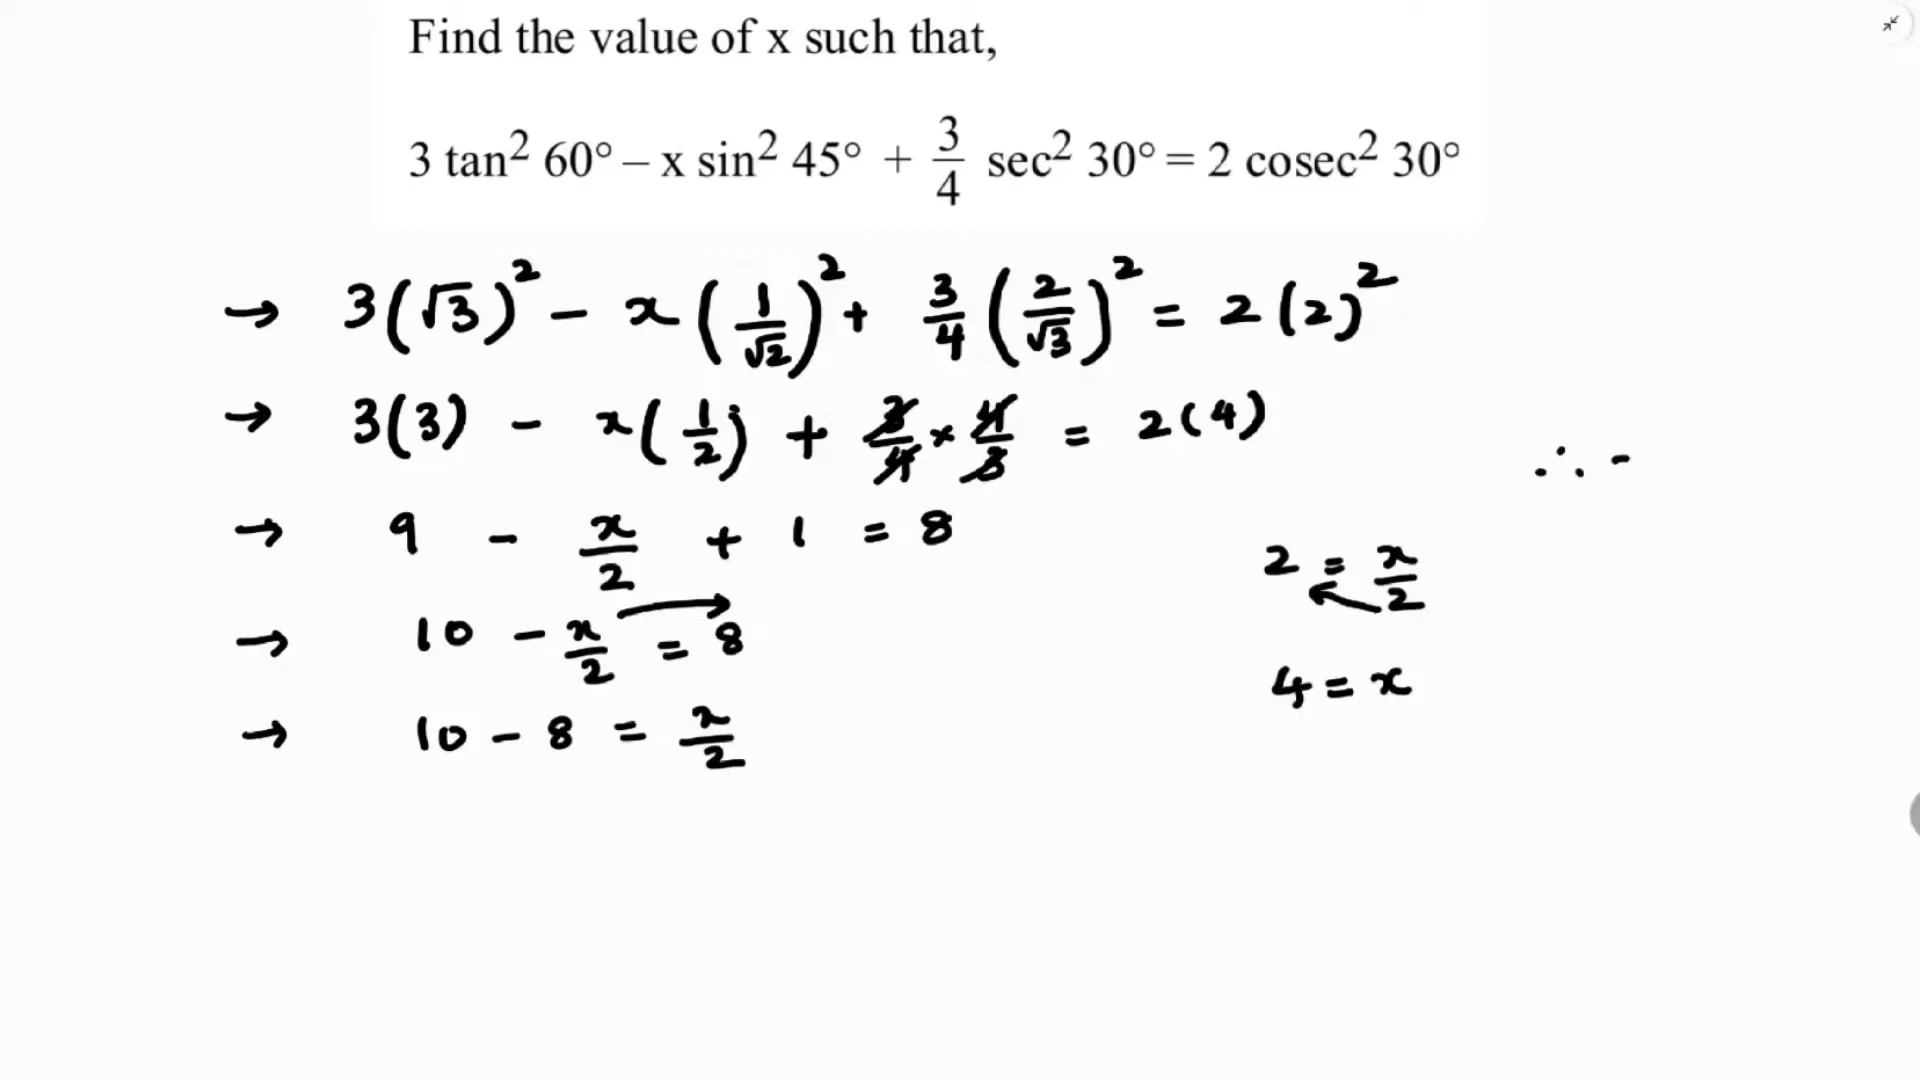 Find the value of x such that,
3 tan² 60° – x sin² 45° + 3/4 sec² 30° = 2 cosec² 30°
→ 3(√3)² - x(1/√2)² + 3/4 (2/√3)² = 2(2)²
→ 3(3) - x(1/2) + 3/4 × 4/3 = 2(4)
→ 9 - x/2 + 1 = 8
→ 10 - x/2 = 8
→ 10 - 8 = x/2
2 = x/2
4 = x
∴ -